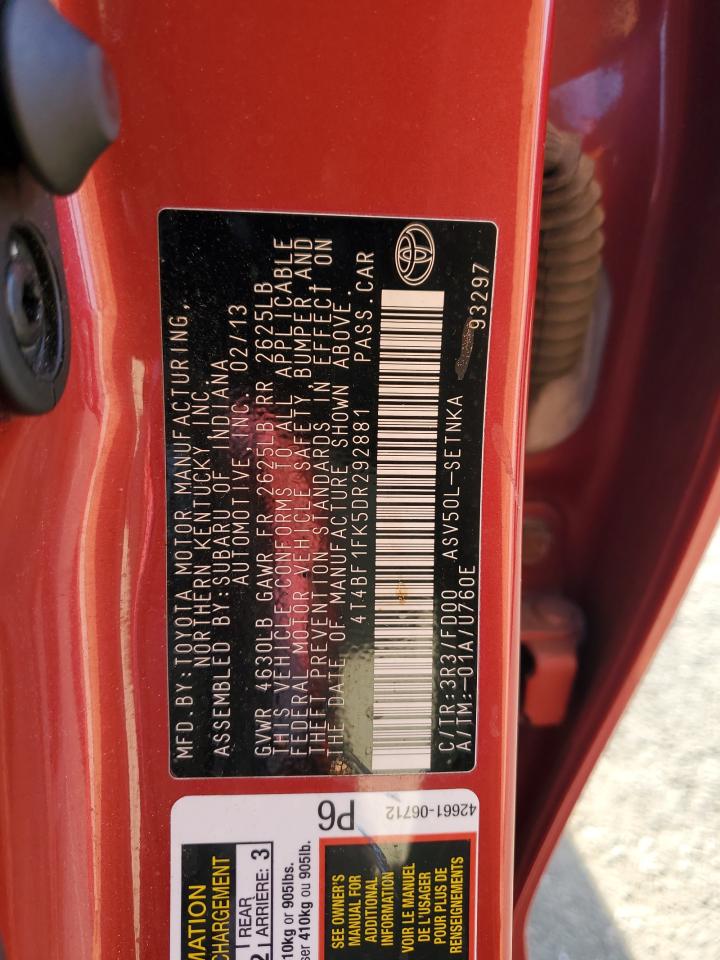 MFD BY:TOYOTA MOTOR MANUFACTURING,
NORTHERN KENTUCKY INC.
ASSEMBLED BY:SUBARU OF INDIANA
AUTOMOTIVE, INC. 02/13
GVWR 4630LB GAWR FR 2625LB RR 2625LB
THIS VEHICLE CONFORMS TO ALL APPLICABLE
FEDERAL MOTOR VEHICLE SAFETY, BUMPER AND
THEFT PREVENTION STANDARDS IN EFFECT ON
THE DATE OF MANUFACTURE SHOWN ABOVE.
4T4BF1FK5DR292881 PASS.CAR
C/TR:3R3/FD00 ASV50L-SETNKA
A/TM:-01A/U760E 93297
P6
42661-06712
MATION
CHARGEMENT
2 REAR
ARRIÈRE: 3
10kg or 905lbs.
ser 410kg ou 905lb.
SEE OWNER'S
MANUAL FOR
ADDITIONAL
INFORMATION
VOIR LE MANUEL
DE L'USAGER
POUR PLUS DE
RENSEIGNEMENTS